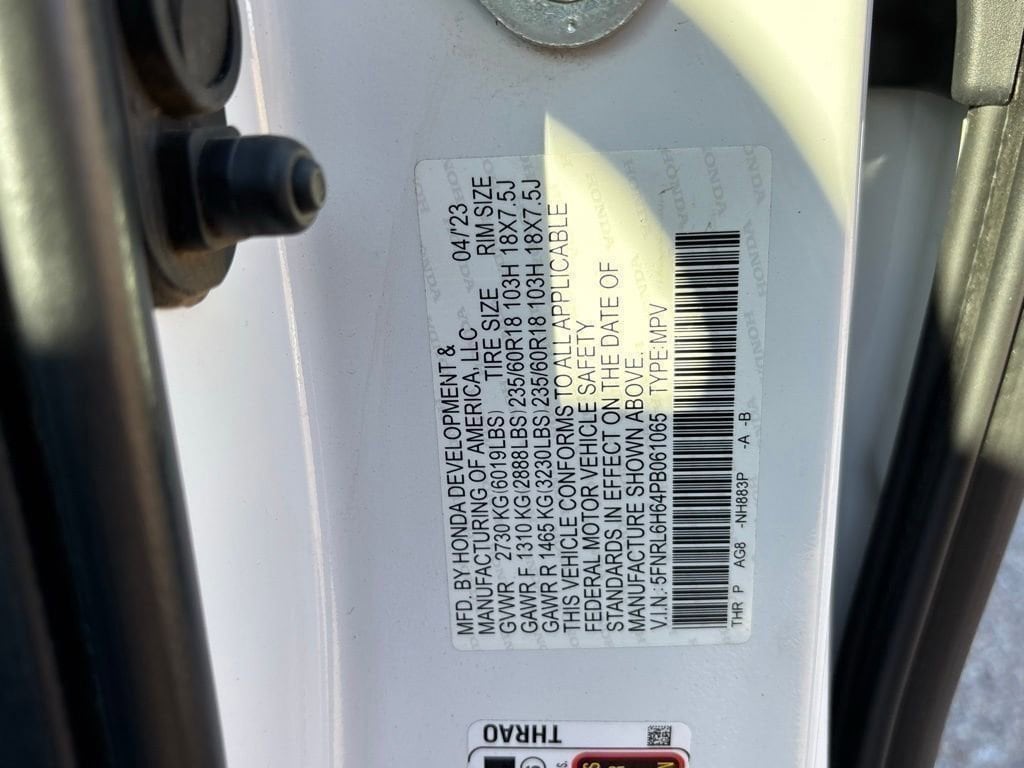 MFD. BY HONDA DEVELOPMENT &
MANUFACTURING OF AMERICA, LLC 04/'23
GVWR 2730 KG(6019LBS) TIRE SIZE RIM SIZE
GAWR F 1310 KG(2888LBS) 235/60R18 103H 18X7.5J
GAWR R 1465 KG(3230LBS) 235/60R18 103H 18X7.5J
THIS VEHICLE CONFORMS TO ALL APPLICABLE
FEDERAL MOTOR VEHICLE SAFETY
STANDARDS IN EFFECT ON THE DATE OF
MANUFACTURE SHOWN ABOVE.
V.I.N.:5FNRL6H64PB061065 TYPE:MPV
THR P AG8 -NH883P -A -B
THRA0